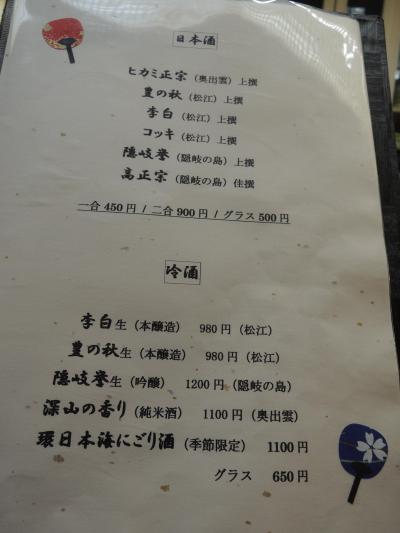 日本酒
ヒカミ正宗（奥出雲）上撰
豊の秋（松江）上撰
李白（松江）上撰
コッキ（松江）上撰
隠岐誉（隠岐の島）上撰
高正宗（隠岐の島）佳撰
一合 450 円 / 二合 900 円 / グラス 500 円
冷酒
李白生（本醸造） 980 円（松江）
豊の秋生（本醸造） 980 円（松江）
隠岐誉生（吟醸） 1200 円（隠岐の島）
深山の香り（純米酒） 1100 円（奥出雲）
環日本海にごり酒（季節限定） 1100 円
グラス 650 円